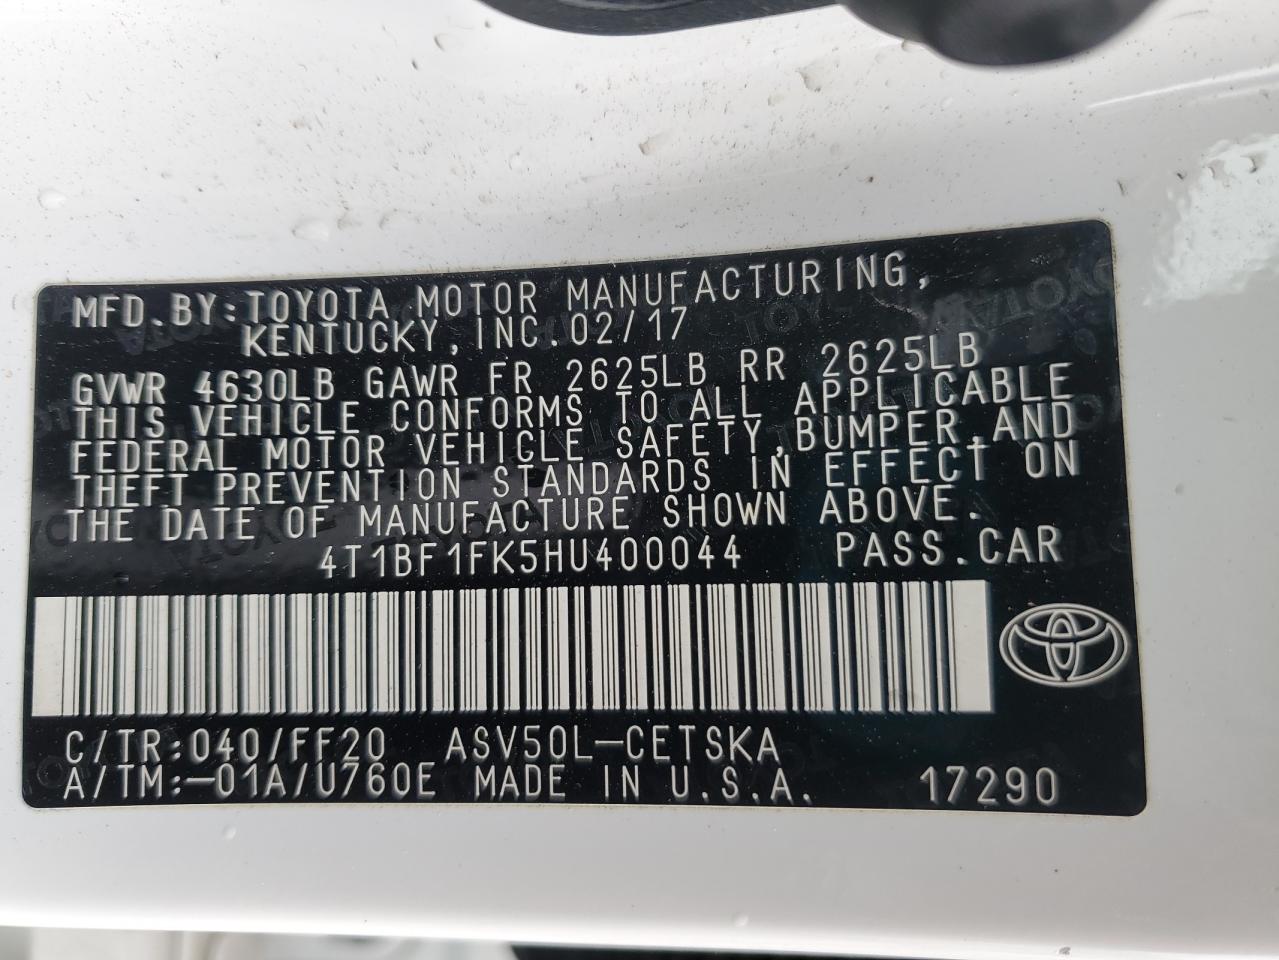 MFD.BY:TOYOTA MOTOR MANUFACTURING,
KENTUCKY,INC.02/17
GVWR 4630LB GAWR FR 2625LB RR 2625LB
THIS VEHICLE CONFORMS TO ALL APPLICABLE
FEDERAL MOTOR VEHICLE SAFETY,BUMPER,AND
THEFT PREVENTION STANDARDS IN EFFECT ON
THE DATE OF MANUFACTURE SHOWN ABOVE.
4T1BF1FK5HU400044 PASS.CAR
C/TR:040/FF20 ASV50L-CETSKA
A/TM:-01A/U760E MADE IN U.S.A. 17290